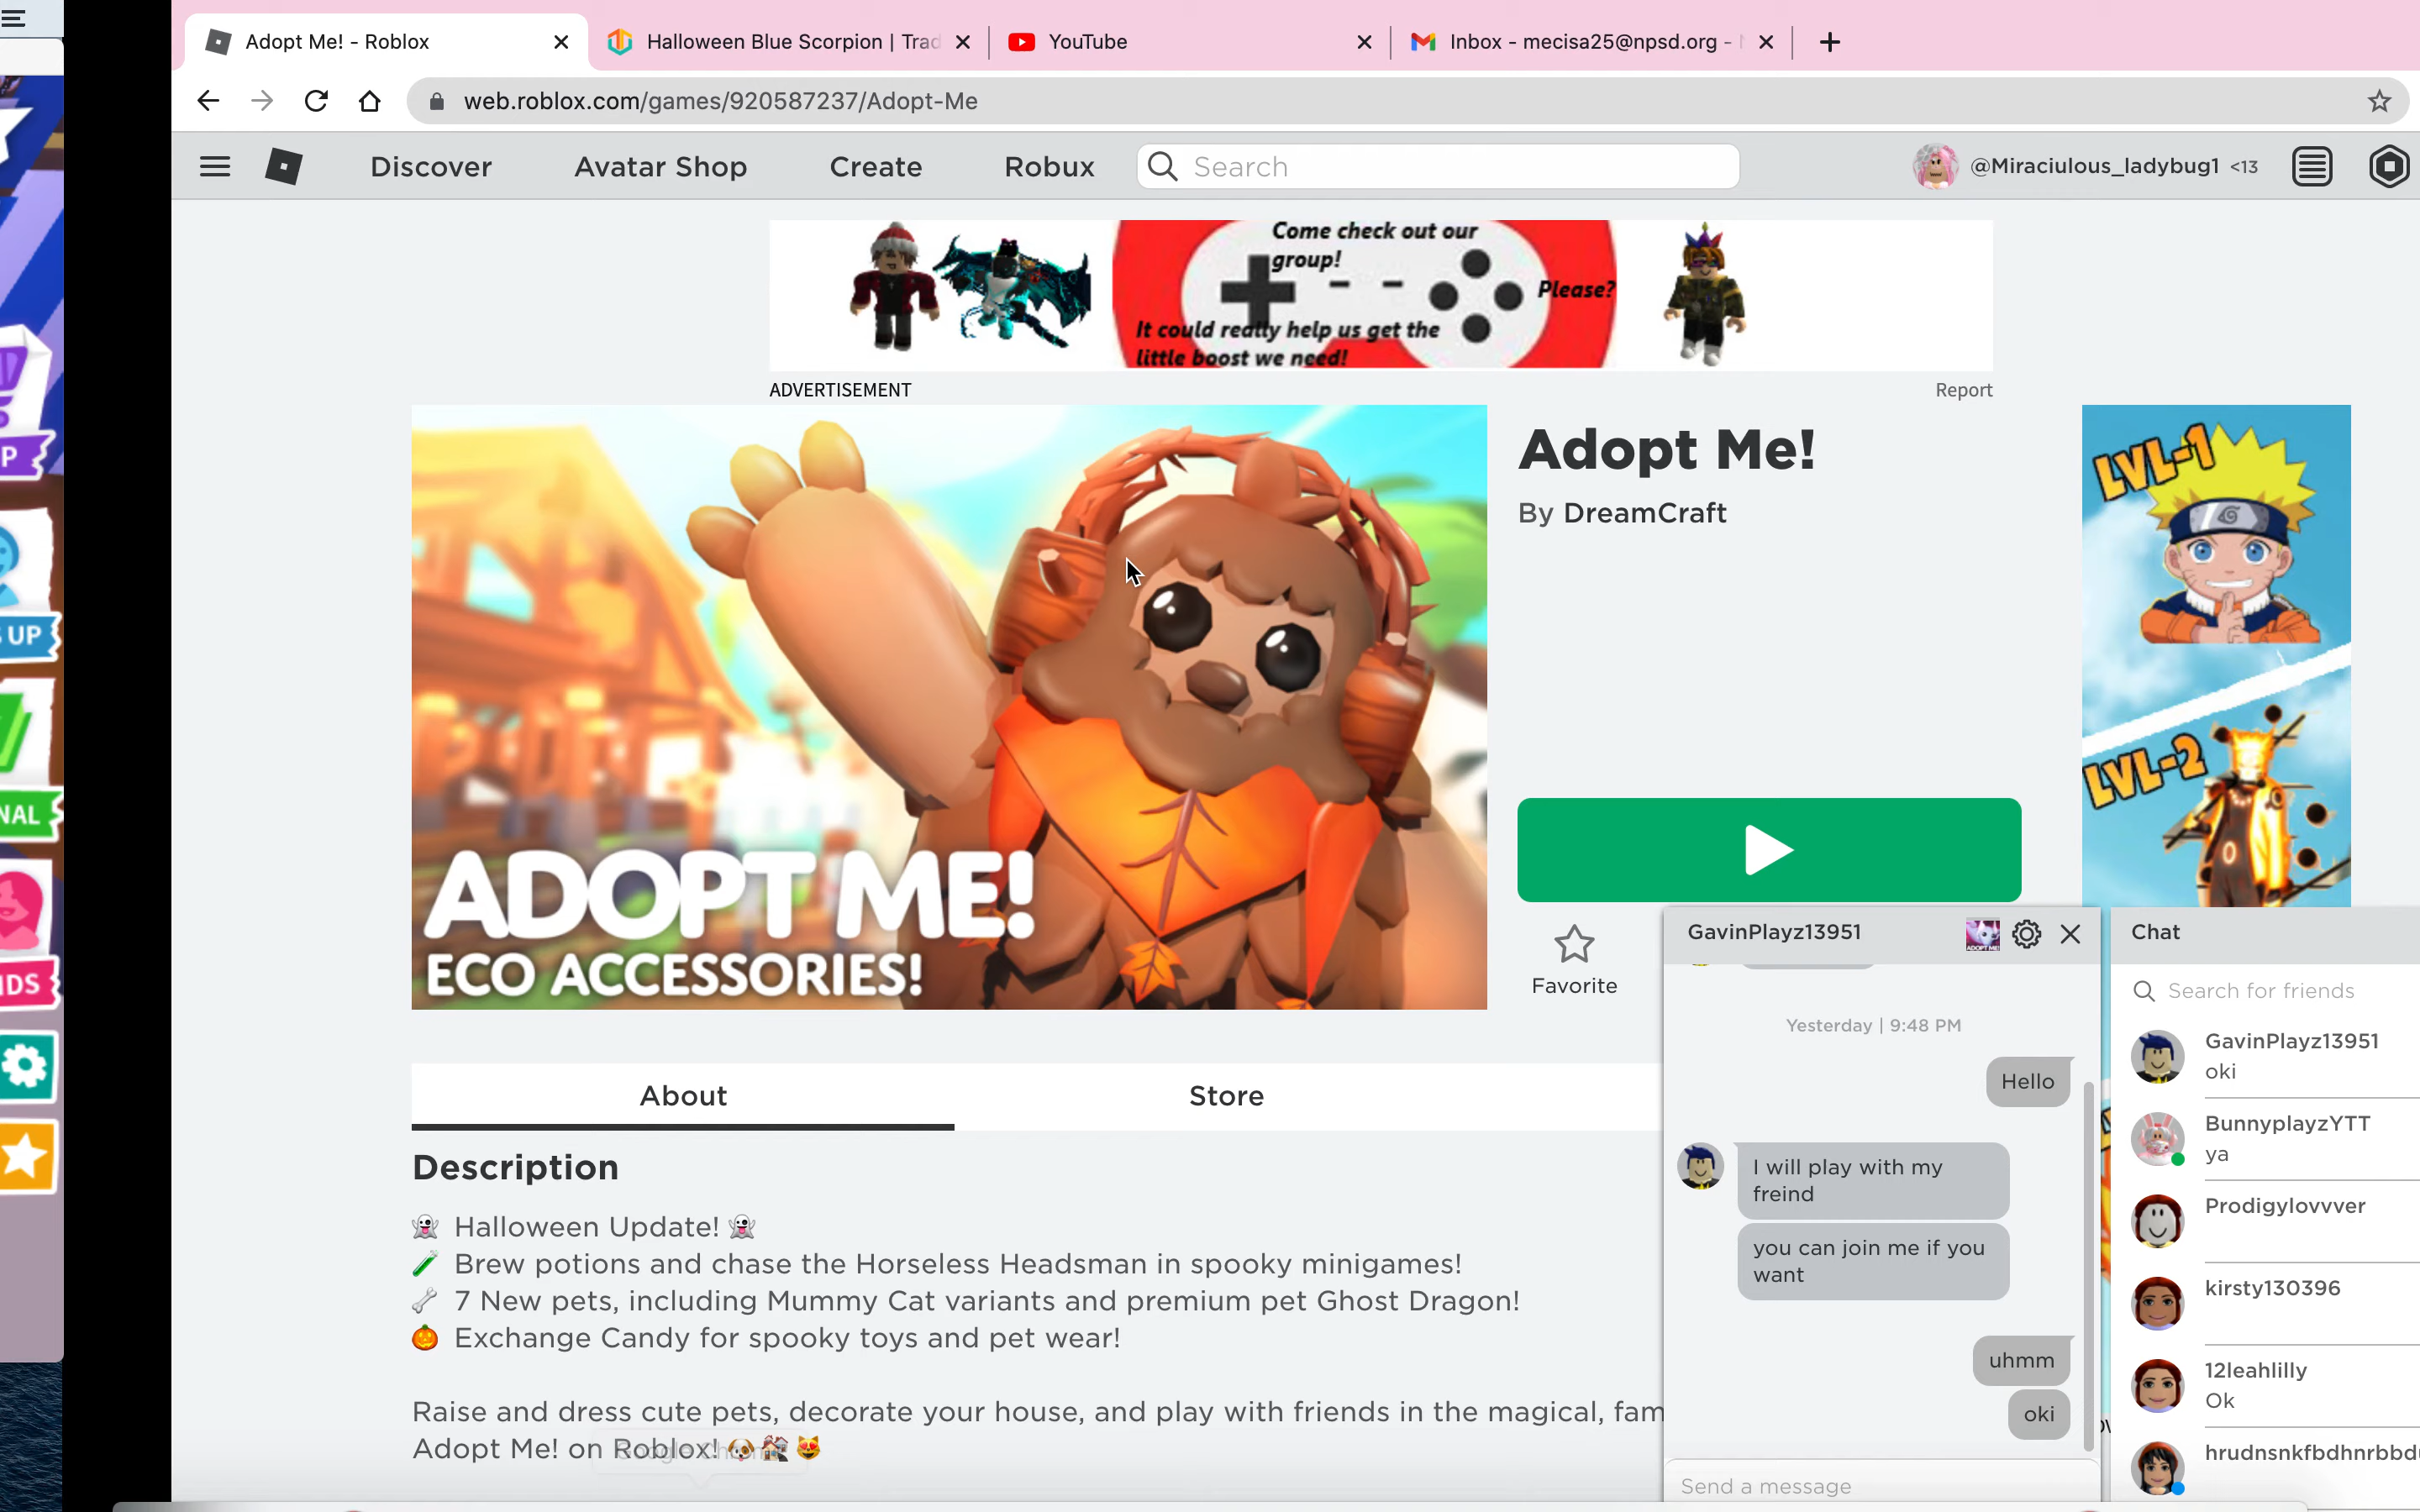 Adopt Me! - Roblox
Halloween Blue Scorpion | Trad
YouTube
Inbox - mecisa25@npsd.org -
web.roblox.com/games/920587237/Adopt-Me
Discover
Avatar Shop
Create
Robux
Search
@Miraciulous_ladybug1 <13
Come check out our
group!
Please?
It could really help us get the
little boost we need!
ADVERTISEMENT
Report
P
UP
NAL
IDS
ADOPT ME!
ECO ACCESSORIES!
Adopt Me!
By DreamCraft
LVL-1
LVL-2
Favorite
About
Store
Description
👻 Halloween Update! 👻
🧪 Brew potions and chase the Horseless Headsman in spooky minigames!
🦴 7 New pets, including Mummy Cat variants and premium pet Ghost Dragon!
🎃 Exchange Candy for spooky toys and pet wear!
Raise and dress cute pets, decorate your house, and play with friends in the magical, fam
Adopt Me! on Roblox! 🐶🏘️😻
GavinPlayz13951
ADOPT ME!
Yesterday | 9:48 PM
Hello
I will play with my
freind
you can join me if you
want
uhmm
oki
Send a message
Chat
Search for friends
GavinPlayz13951
oki
BunnyplayzYTT
ya
Prodigylovvver
kirsty130396
12leahlilly
Ok
hrudnsnkfbdhnrbbd